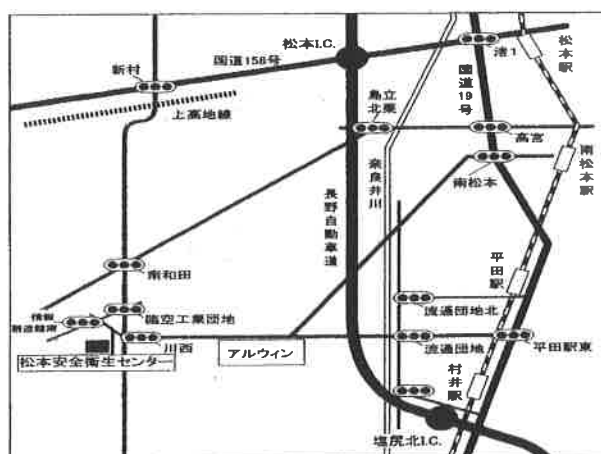 松本I.C.
国道158号
新村
上高地線
渚1
松本駅
国道19号
島立
北栗
高宮
南松本
南松本駅
奈良井川
長野自動車道
平田駅
南和田
流通団地北
情報
創造館南
臨空工業団地
川西
アルウィン
流通団地
平田駅東
松本安全衛生センター
村井駅
塩尻北I.C.